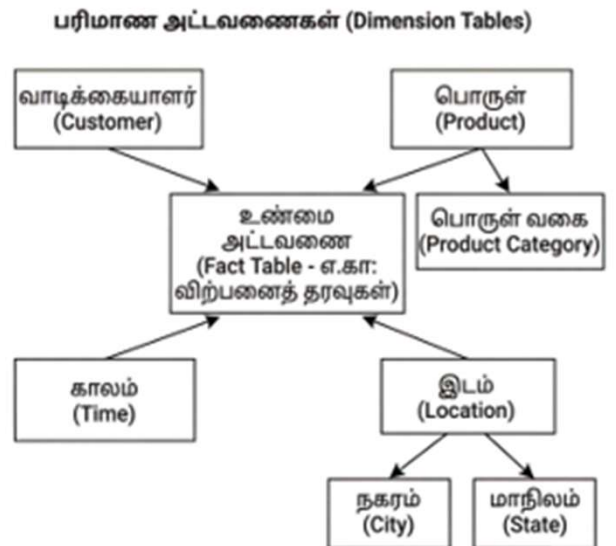 பரிமாண அட்டவணைகள் (Dimension Tables)
வாடிக்கையாளர்
(Customer)
பொருள்
(Product)
உண்மை
அட்டவணை
(Fact Table - எ.கா:
விற்பனைத் தரவுகள்)
பொருள் வகை
(Product Category)
காலம்
(Time)
இடம்
(Location)
நகரம்
(City)
மாநிலம்
(State)